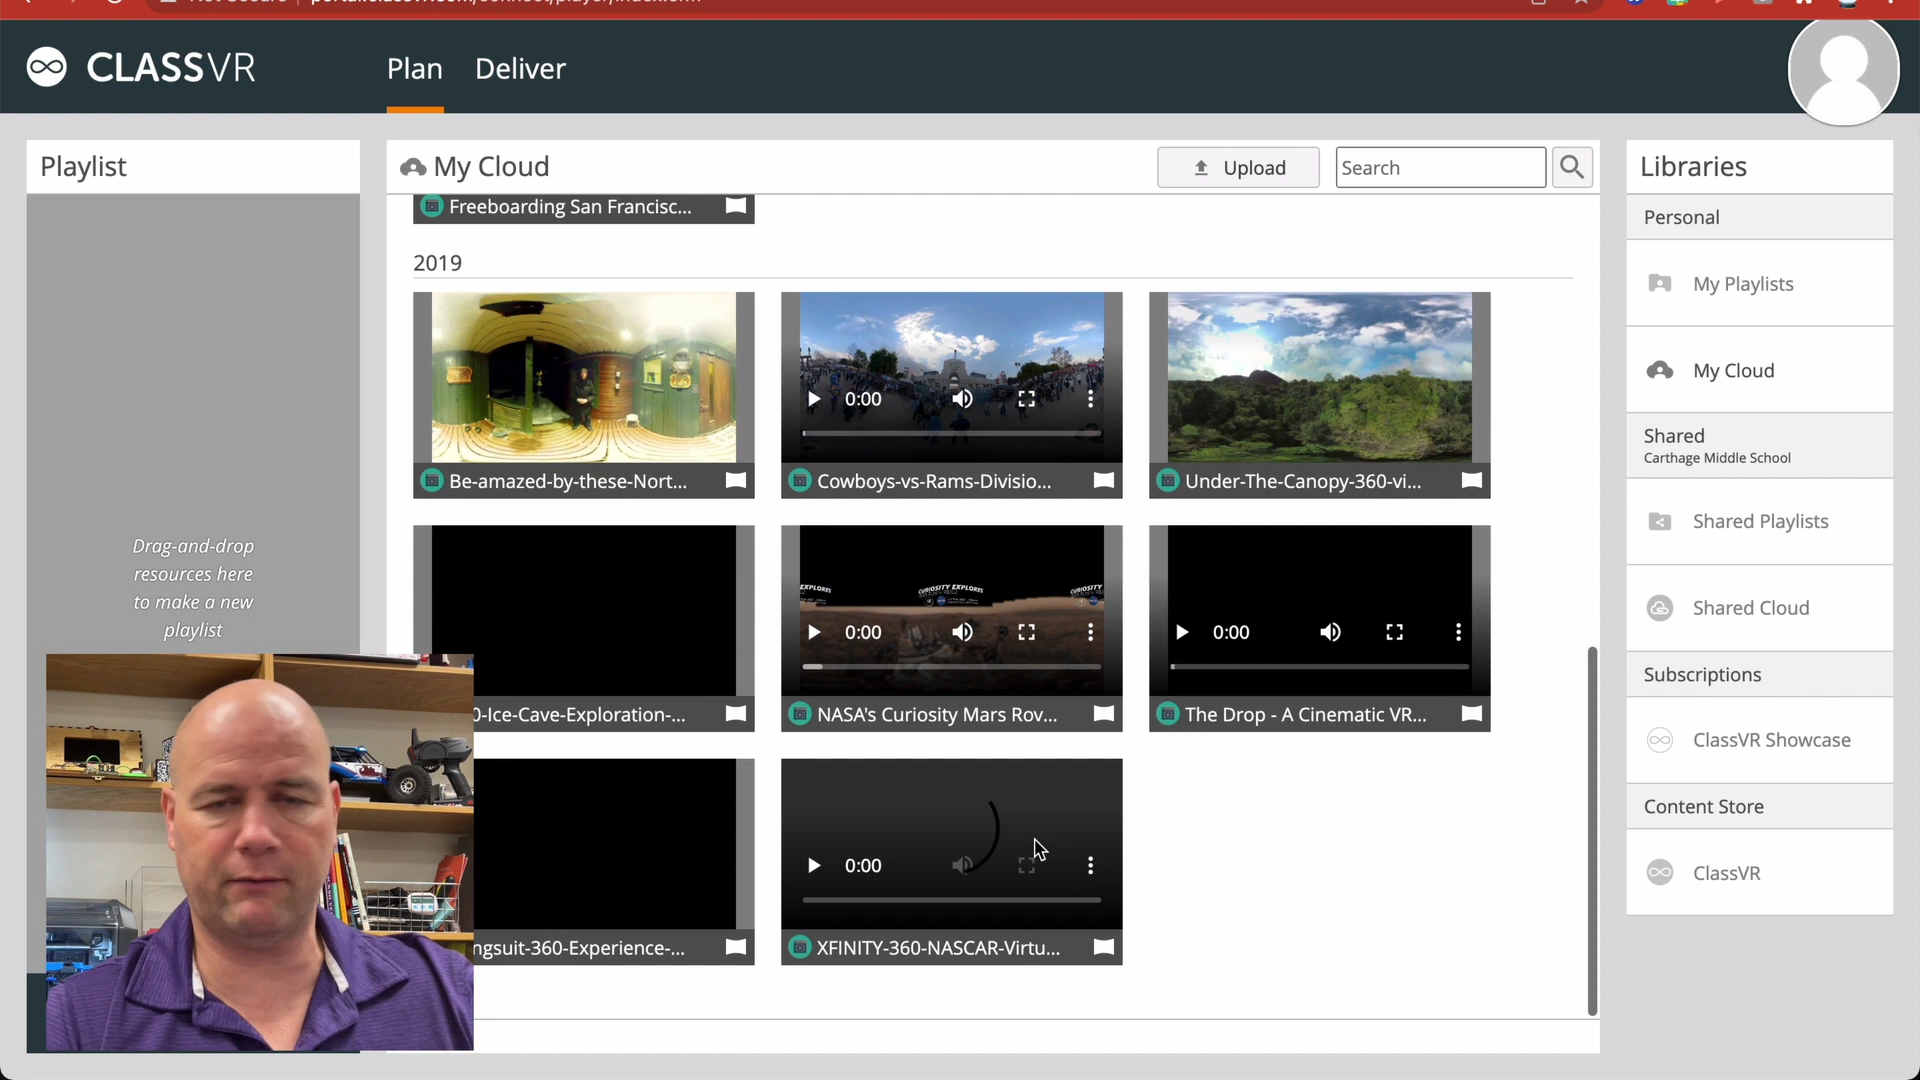 CLASSVR
Plan
Deliver
Playlist
My Cloud
Upload
Search
Libraries
Freeboarding San Francisc...
2019
Personal
My Playlists
My Cloud
0:00
Be-amazed-by-these-Nort...
Cowboys-vs-Rams-Divisio...
Under-The-Canopy-360-vi...
Shared
Carthage Middle School
Shared Playlists
Shared Cloud
Drag-and-drop
resources here
to make a new
playlist
EXPLORES
CURIOSITY EXPLORES
CURIOSITY
0:00
0:00
0-Ice-Cave-Exploration-...
NASA's Curiosity Mars Rov...
The Drop - A Cinematic VR...
Subscriptions
ClassVR Showcase
Content Store
ClassVR
0:00
ngsuit-360-Experience-...
XFINITY-360-NASCAR-Virtu...